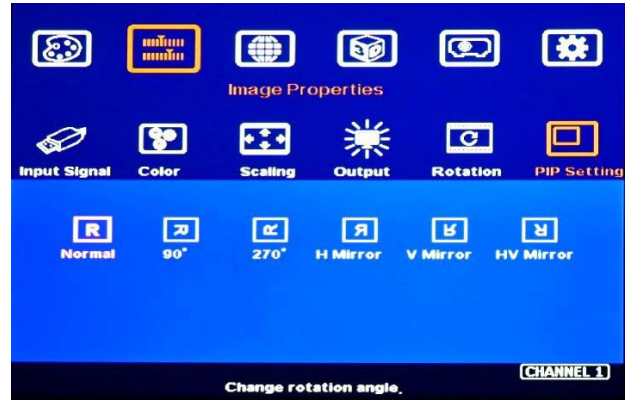 Image Properties
Input Signal Color Scaling Output Rotation PIP Setting
R
Normal 90° 270° H Mirror V Mirror HV Mirror
CHANNEL 1
Change rotation angle.